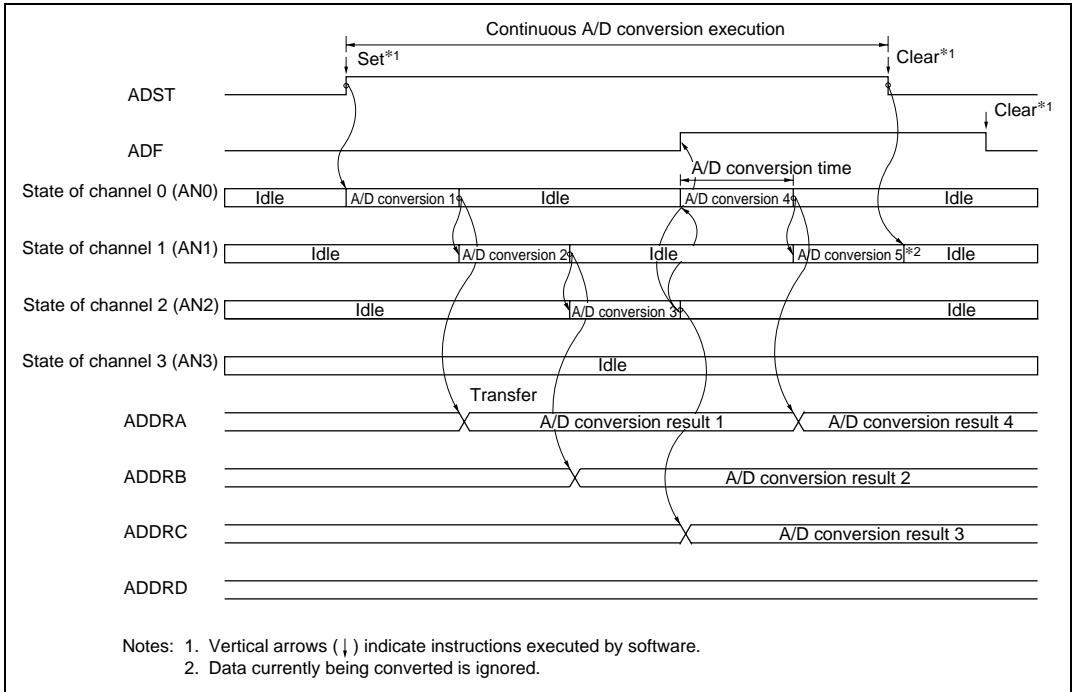 Continuous A/D conversion execution
Set*1 Clear*1
ADST
Clear*1
ADF
A/D conversion time
State of channel 0 (AN0) Idle A/D conversion 1 Idle A/D conversion 4 Idle
State of channel 1 (AN1) Idle A/D conversion 2 Idle A/D conversion 5 *2 Idle
State of channel 2 (AN2) Idle A/D conversion 3 Idle
State of channel 3 (AN3) Idle
Transfer
ADDRA A/D conversion result 1 A/D conversion result 4
ADDRB A/D conversion result 2
ADDRC A/D conversion result 3
ADDRD
Notes: 1. Vertical arrows (↓) indicate instructions executed by software.
2. Data currently being converted is ignored.